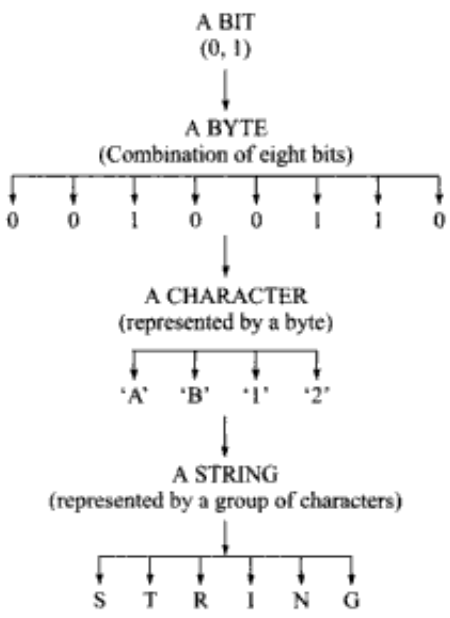 A BIT
(0, 1)
A BYTE
(Combination of eight bits)
0 0 1 0 0 1 1 0
A CHARACTER
(represented by a byte)
‘A’ ‘B’ ‘1’ ‘2’
A STRING
(represented by a group of characters)
S T R I N G